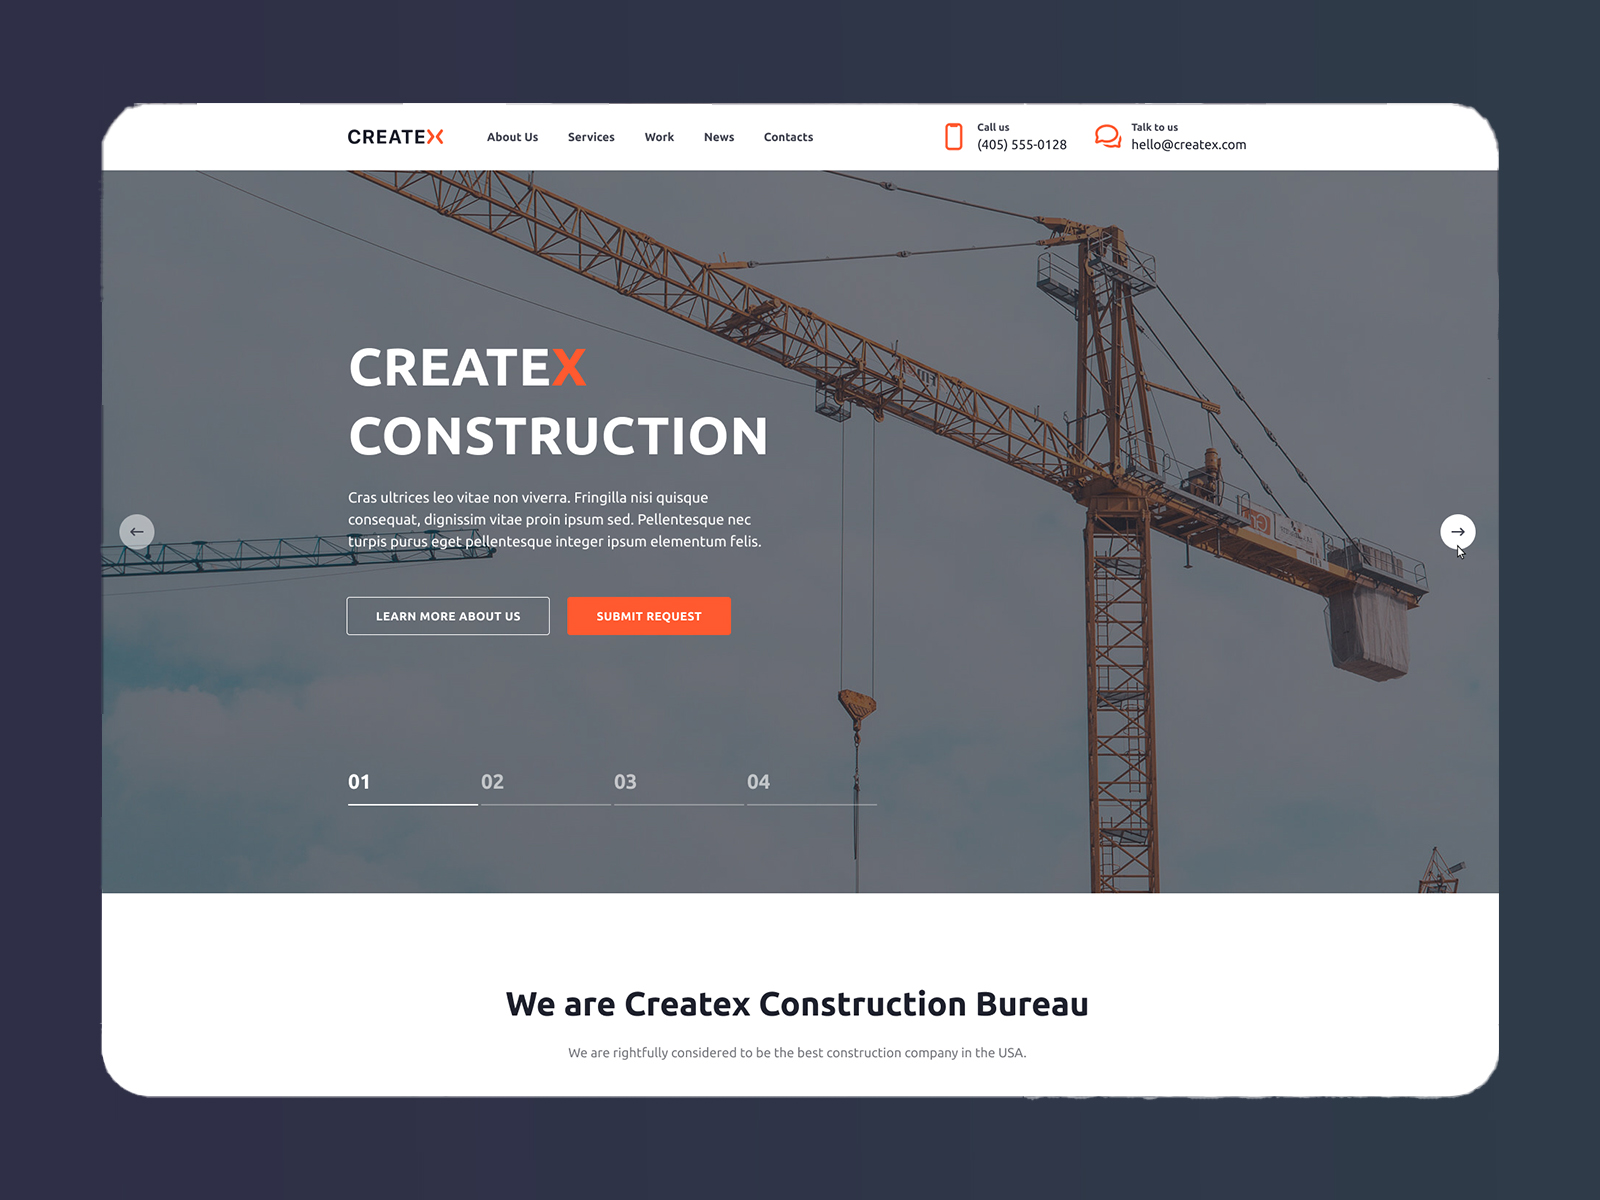 CREATEX
About Us
Services
Work
News
Contacts
Call us
(405) 555-0128
Talk to us
hello@createx.com
CREATEX
CONSTRUCTION
Cras ultrices leo vitae non viverra. Fringilla nisi quisque
consequat, dignissim vitae proin ipsum sed. Pellentesque nec
turpis purus eget pellentesque integer ipsum elementum felis.
LEARN MORE ABOUT US
SUBMIT REQUEST
01
02
03
04
We are Createx Construction Bureau
We are rightfully considered to be the best construction company in the USA.